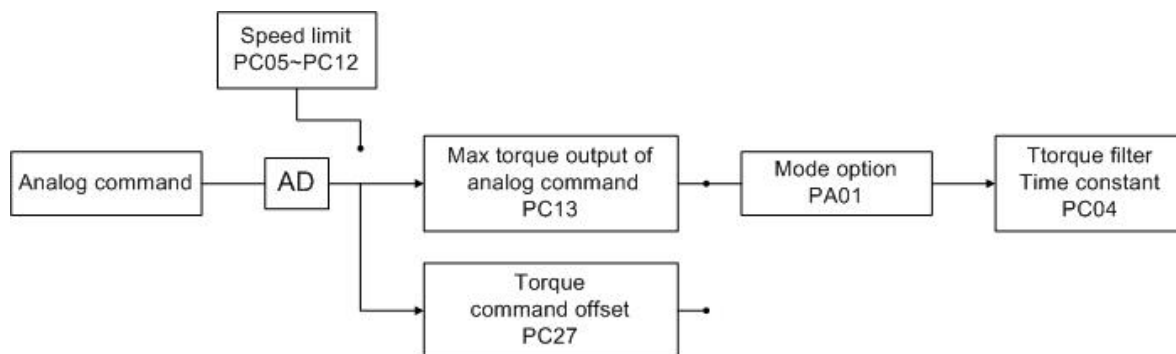 Speed limit
PC05~PC12
Analog command
AD
Max torque output of
analog command
PC13
Mode option
PA01
Ttorque filter
Time constant
PC04
Torque
command offset
PC27